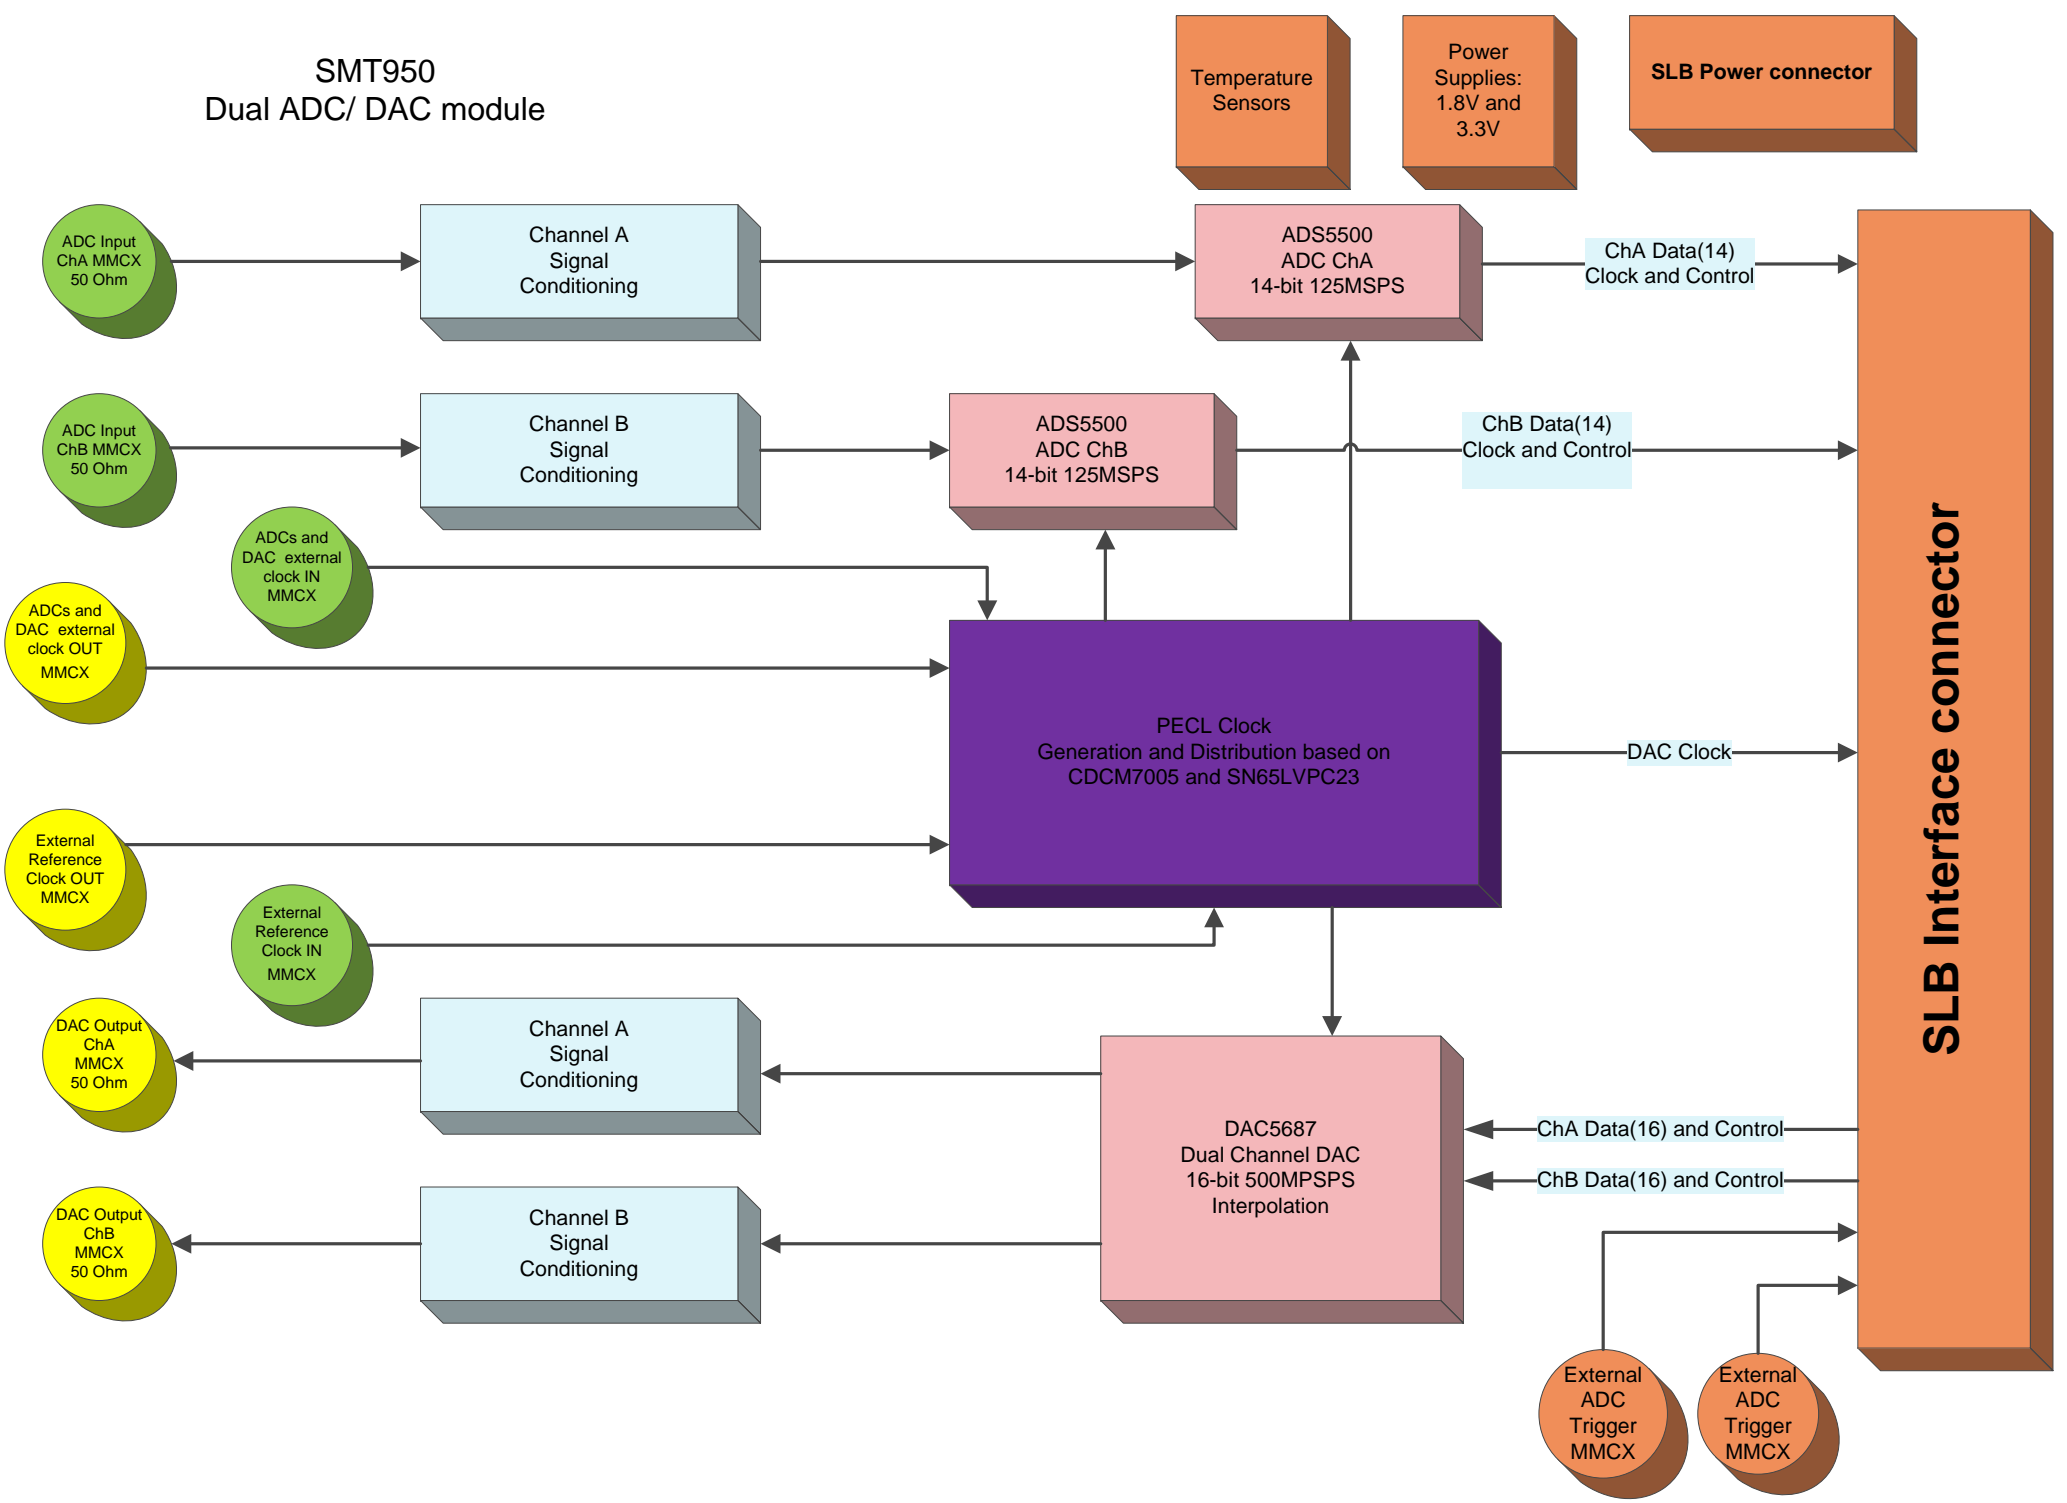 SMT950
Dual ADC/ DAC module
Temperature
Sensors
Power
Supplies:
1.8V and
3.3V
SLB Power connector
ADC Input
ChA MMCX
50 Ohm
Channel A
Signal
Conditioning
ADS5500
ADC ChA
14-bit 125MSPS
ChA Data(14)
Clock and Control
ADC Input
ChB MMCX
50 Ohm
Channel B
Signal
Conditioning
ADS5500
ADC ChB
14-bit 125MSPS
ChB Data(14)
Clock and Control
ADCs and
DAC external
clock IN
MMCX
ADCs and
DAC external
clock OUT
MMCX
PECL Clock
Generation and Distribution based on
CDCM7005 and SN65LVPC23
DAC Clock
SLB Interface connector
External
Reference
Clock OUT
MMCX
External
Reference
Clock IN
MMCX
DAC Output
ChA
MMCX
50 Ohm
Channel A
Signal
Conditioning
DAC5687
Dual Channel DAC
16-bit 500MPSPS
Interpolation
ChA Data(16) and Control
ChB Data(16) and Control
DAC Output
ChB
MMCX
50 Ohm
Channel B
Signal
Conditioning
External
ADC
Trigger
MMCX
External
ADC
Trigger
MMCX